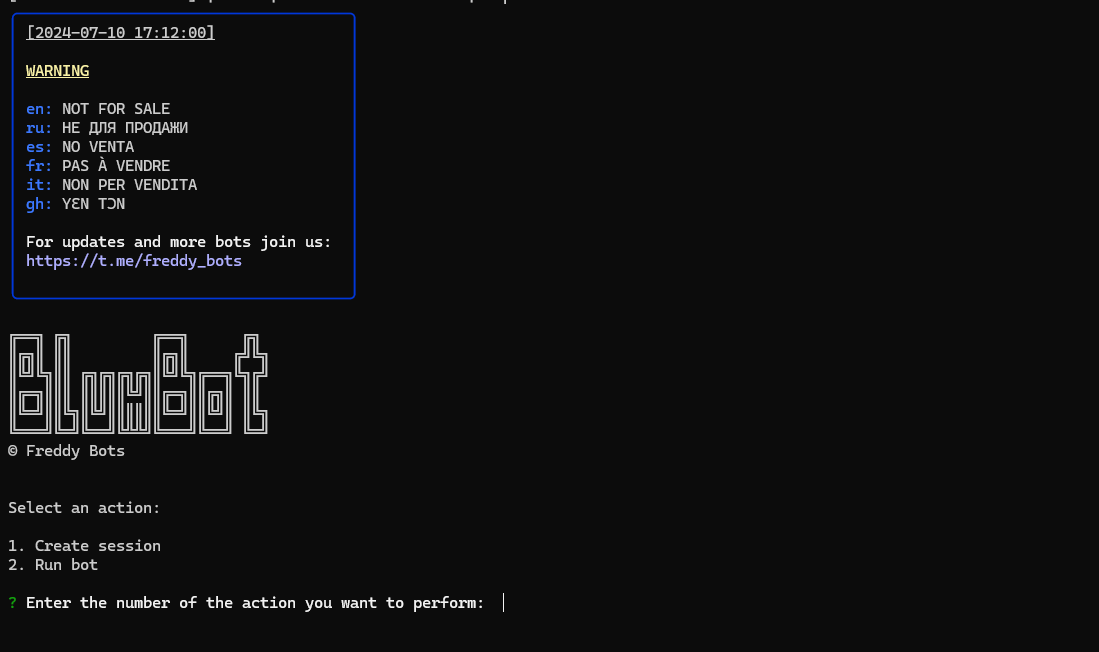 [2024-07-10 17:12:00]
WARNING
en: NOT FOR SALE
ru: НЕ ДЛЯ ПРОДАЖИ
es: NO VENTA
fr: PAS À VENDRE
it: NON PER VENDITA
gh: YƐN TƆN
For updates and more bots join us:
https://t.me/freddy_bots
BlumBot
© Freddy Bots
Select an action:
1. Create session
2. Run bot
? Enter the number of the action you want to perform: